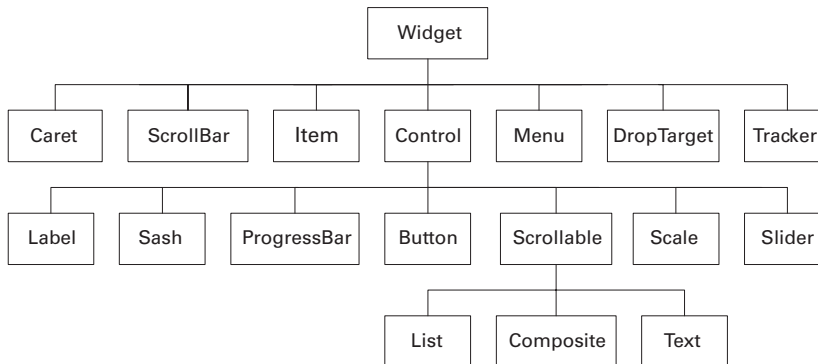 Widget
Caret ScrollBar Item Control Menu DropTarget Tracker
Label Sash ProgressBar Button Scrollable Scale Slider
List Composite Text